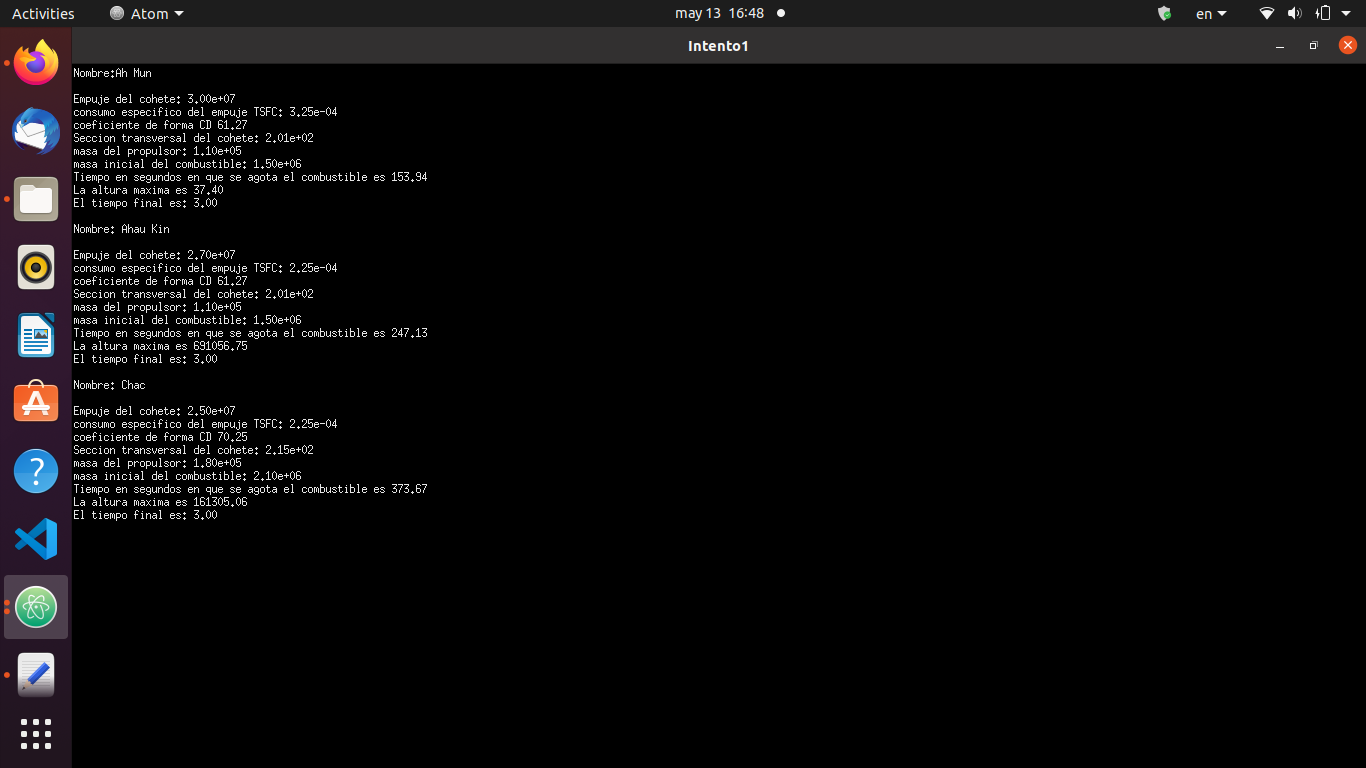 Activities
Atom
may 13 16:48
en
Intento1
Nombre:Ah Mun
Empuje del cohete: 3.00e+07
consumo especifico del empuje TSFC: 3.25e-04
coeficiente de forma CD 61.27
Seccion transversal del cohete: 2.01e+02
masa del propulsor: 1.10e+05
masa inicial del combustible: 1.50e+06
Tiempo en segundos en que se agota el combustible es 153.94
La altura maxima es 37.40
El tiempo final es: 3.00
Nombre: Ahau Kin
Empuje del cohete: 2.70e+07
consumo especifico del empuje TSFC: 2.25e-04
coeficiente de forma CD 61.27
Seccion transversal del cohete: 2.01e+02
masa del propulsor: 1.10e+05
masa inicial del combustible: 1.50e+06
Tiempo en segundos en que se agota el combustible es 247.13
La altura maxima es 691056.75
El tiempo final es: 3.00
Nombre: Chac
Empuje del cohete: 2.50e+07
consumo especifico del empuje TSFC: 2.25e-04
coeficiente de forma CD 70.25
Seccion transversal del cohete: 2.15e+02
masa del propulsor: 1.80e+05
masa inicial del combustible: 2.10e+06
Tiempo en segundos en que se agota el combustible es 373.67
La altura maxima es 161305.06
El tiempo final es: 3.00